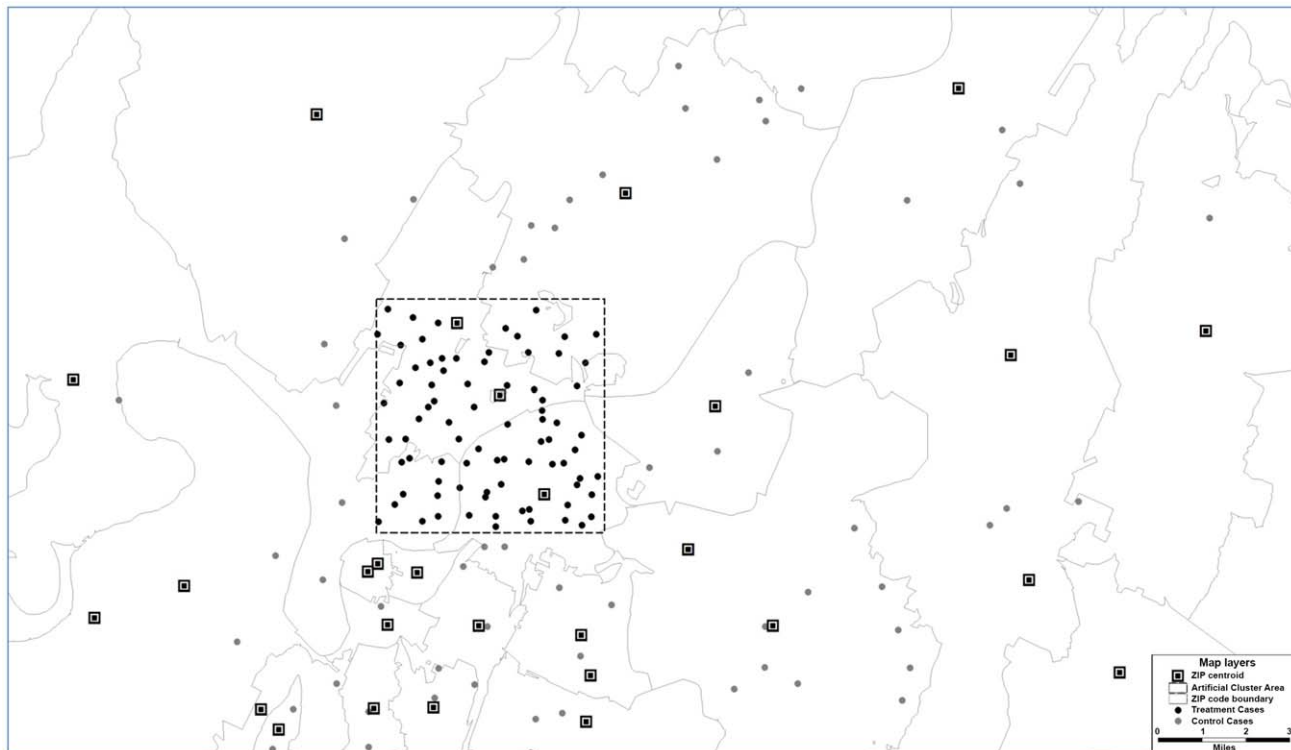 Map layers
ZIP centroid
Artificial Cluster Area
ZIP code boundary
Treatment Cases
Control Cases
0 1 2 3
Miles